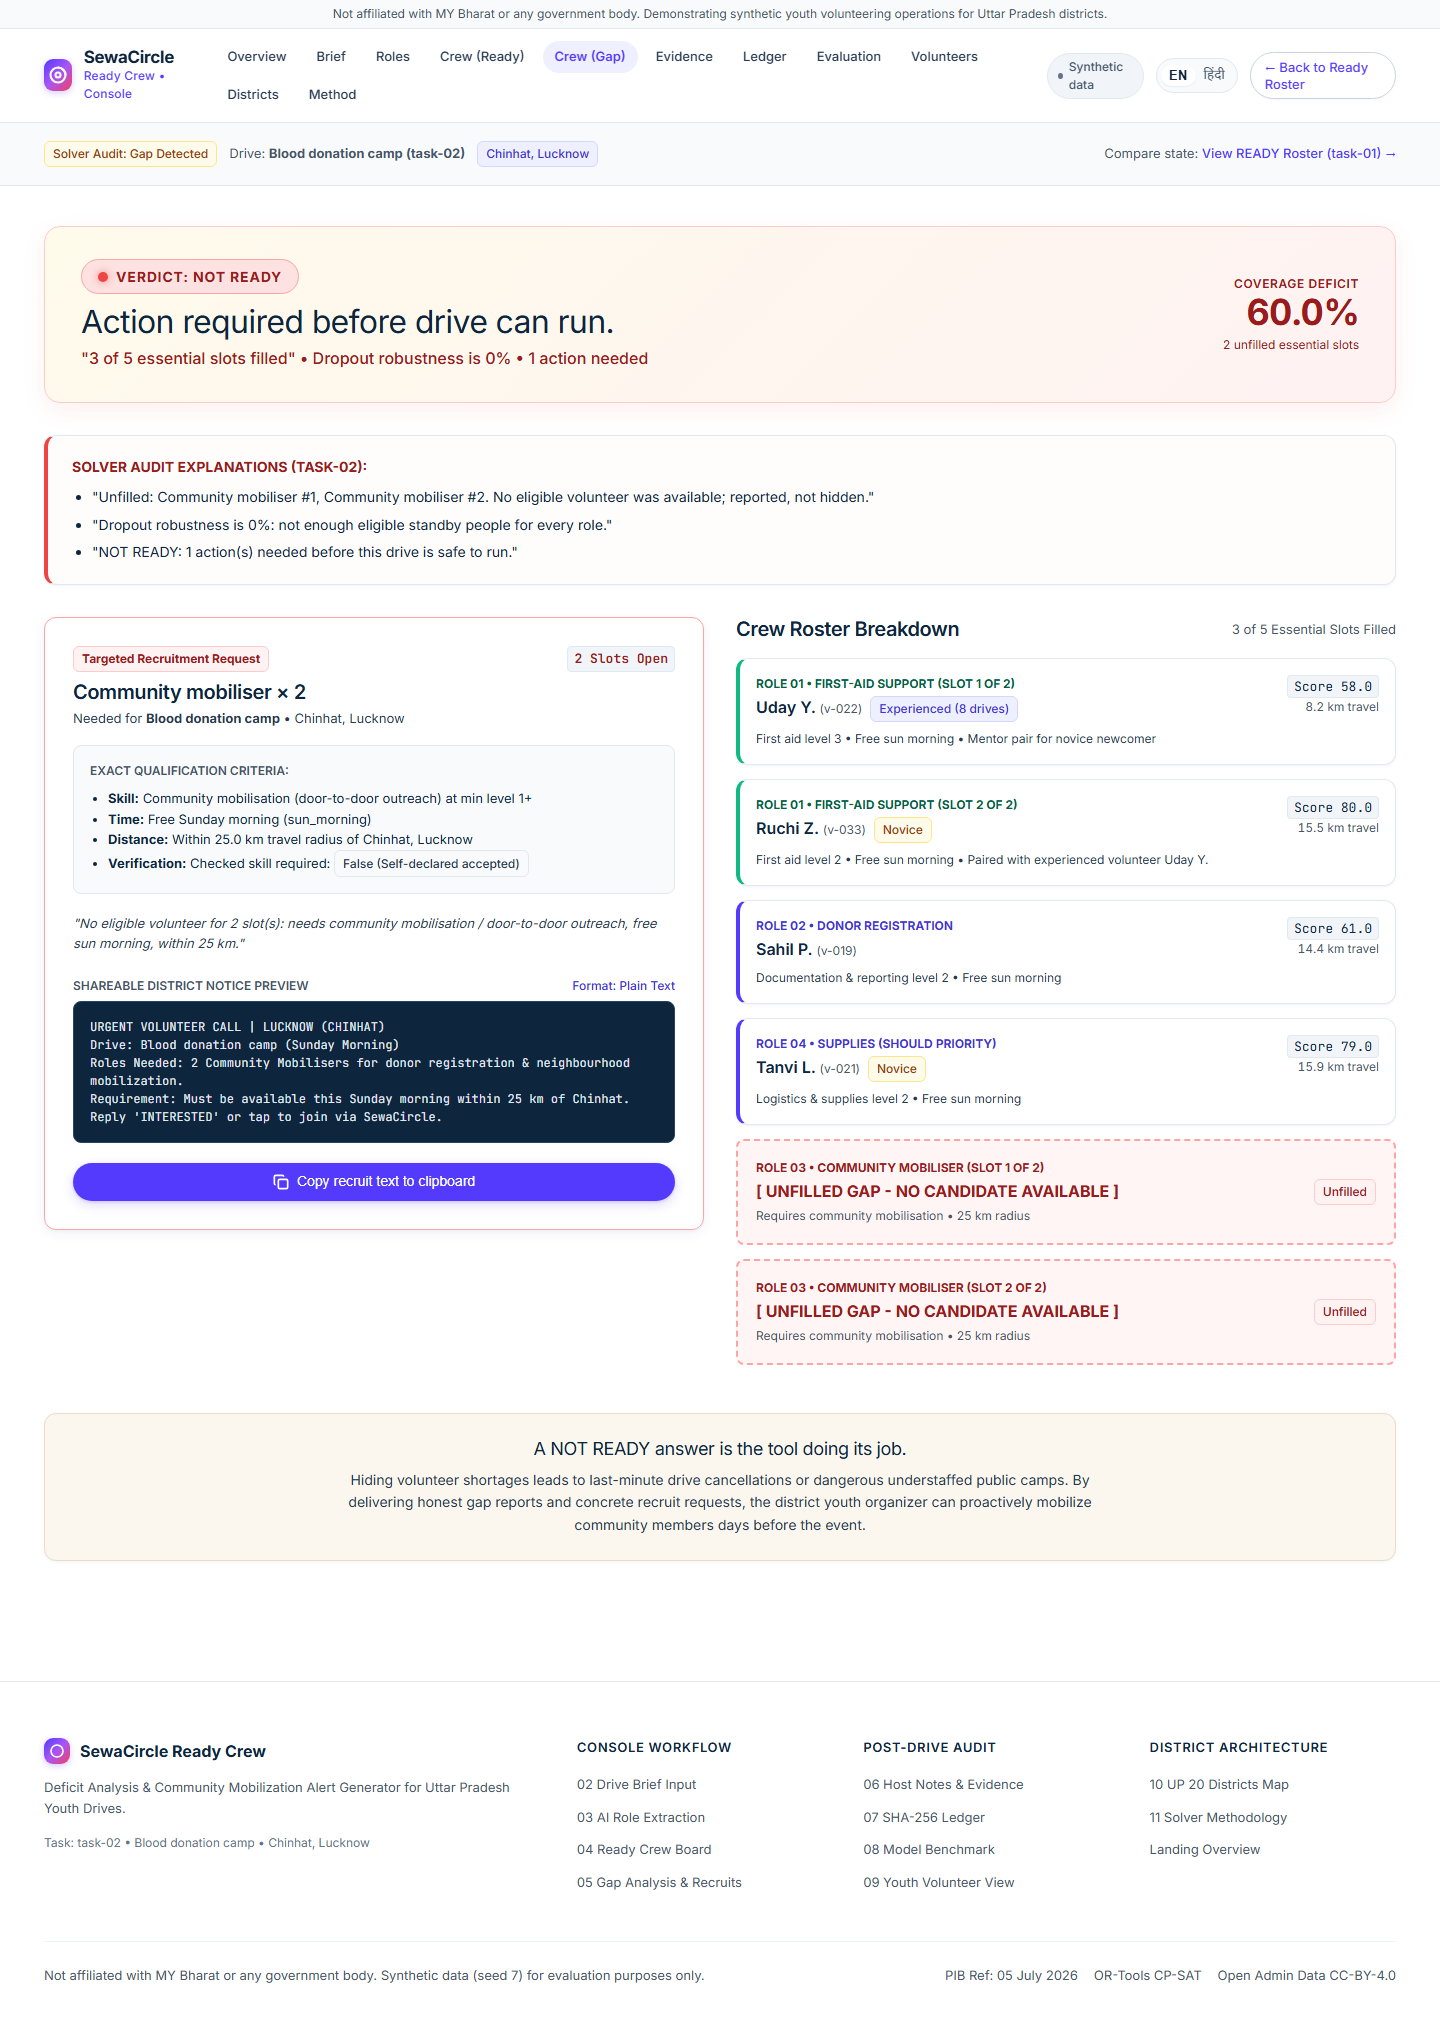 Not affiliated with MY Bharat or any government body. Demonstrating synthetic youth volunteering operations for Uttar Pradesh districts.
SewaCircle
Ready Crew •
Console
Overview Brief Roles Crew (Ready) Crew (Gap) Evidence Ledger Evaluation Volunteers
Districts Method
Synthetic
data
EN हिंदी
← Back to Ready
Roster
Solver Audit: Gap Detected Drive: Blood donation camp (task-02) Chinhat, Lucknow
Compare state: View READY Roster (task-01) →
VERDICT: NOT READY
Action required before drive can run.
"3 of 5 essential slots filled" • Dropout robustness is 0% • 1 action needed
COVERAGE DEFICIT
60.0%
2 unfilled essential slots
SOLVER AUDIT EXPLANATIONS (TASK-02):
• "Unfilled: Community mobiliser #1, Community mobiliser #2. No eligible volunteer was available; reported, not hidden."
• "Dropout robustness is 0%: not enough eligible standby people for every role."
• "NOT READY: 1 action(s) needed before this drive is safe to run."
Targeted Recruitment Request
2 Slots Open
Community mobiliser × 2
Needed for Blood donation camp • Chinhat, Lucknow
EXACT QUALIFICATION CRITERIA:
• Skill: Community mobilisation (door-to-door outreach) at min level 1+
• Time: Free Sunday morning (sun_morning)
• Distance: Within 25.0 km travel radius of Chinhat, Lucknow
• Verification: Checked skill required: False (Self-declared accepted)
"No eligible volunteer for 2 slot(s): needs community mobilisation / door-to-door outreach, free
sun morning, within 25 km."
SHAREABLE DISTRICT NOTICE PREVIEW
Format: Plain Text
URGENT VOLUNTEER CALL | LUCKNOW (CHINHAT)
Drive: Blood donation camp (Sunday Morning)
Roles Needed: 2 Community Mobilisers for donor registration & neighbourhood
mobilization.
Requirement: Must be available this Sunday morning within 25 km of Chinhat.
Reply 'INTERESTED' or tap to join via SewaCircle.
Copy recruit text to clipboard
Crew Roster Breakdown
3 of 5 Essential Slots Filled
ROLE 01 • FIRST-AID SUPPORT (SLOT 1 OF 2)
Uday Y. (v-022) Experienced (8 drives)
First aid level 3 • Free sun morning • Mentor pair for novice newcomer
Score 58.0
8.2 km travel
ROLE 01 • FIRST-AID SUPPORT (SLOT 2 OF 2)
Ruchi Z. (v-033) Novice
First aid level 2 • Free sun morning • Paired with experienced volunteer Uday Y.
Score 80.0
15.5 km travel
ROLE 02 • DONOR REGISTRATION
Sahil P. (v-019)
Documentation & reporting level 2 • Free sun morning
Score 61.0
14.4 km travel
ROLE 04 • SUPPLIES (SHOULD PRIORITY)
Tanvi L. (v-021) Novice
Logistics & supplies level 2 • Free sun morning
Score 79.0
15.9 km travel
ROLE 03 • COMMUNITY MOBILISER (SLOT 1 OF 2)
[ UNFILLED GAP - NO CANDIDATE AVAILABLE ]
Requires community mobilisation • 25 km radius
Unfilled
ROLE 03 • COMMUNITY MOBILISER (SLOT 2 OF 2)
[ UNFILLED GAP - NO CANDIDATE AVAILABLE ]
Requires community mobilisation • 25 km radius
Unfilled
A NOT READY answer is the tool doing its job.
Hiding volunteer shortages leads to last-minute drive cancellations or dangerous understaffed public camps. By
delivering honest gap reports and concrete recruit requests, the district youth organizer can proactively mobilize
community members days before the event.
SewaCircle Ready Crew
Deficit Analysis & Community Mobilization Alert Generator for Uttar Pradesh
Youth Drives.
Task: task-02 • Blood donation camp • Chinhat, Lucknow
CONSOLE WORKFLOW
02 Drive Brief Input
03 AI Role Extraction
04 Ready Crew Board
05 Gap Analysis & Recruits
POST-DRIVE AUDIT
06 Host Notes & Evidence
07 SHA-256 Ledger
08 Model Benchmark
09 Youth Volunteer View
DISTRICT ARCHITECTURE
10 UP 20 Districts Map
11 Solver Methodology
Landing Overview
Not affiliated with MY Bharat or any government body. Synthetic data (seed 7) for evaluation purposes only.
PIB Ref: 05 July 2026 OR-Tools CP-SAT Open Admin Data CC-BY-4.0